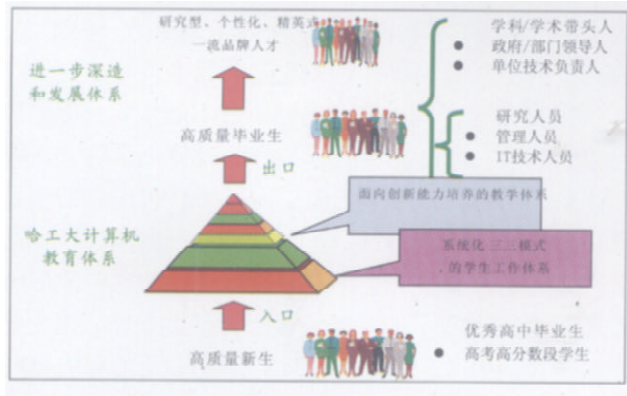 研究型、个性化、精英式
一流品牌人才
学科/学术带头人
政府/部门领导人
单位技术负责人
进一步深造
和发展体系
高质量毕业生
研究人员
管理人员
IT技术人员
出口
面向创新能力培养的教学体系
哈工大计算机
教育体系
系统化三三模式
的学生工作体系
入口
高质量新生
优秀高中毕业生
高考高分数段学生